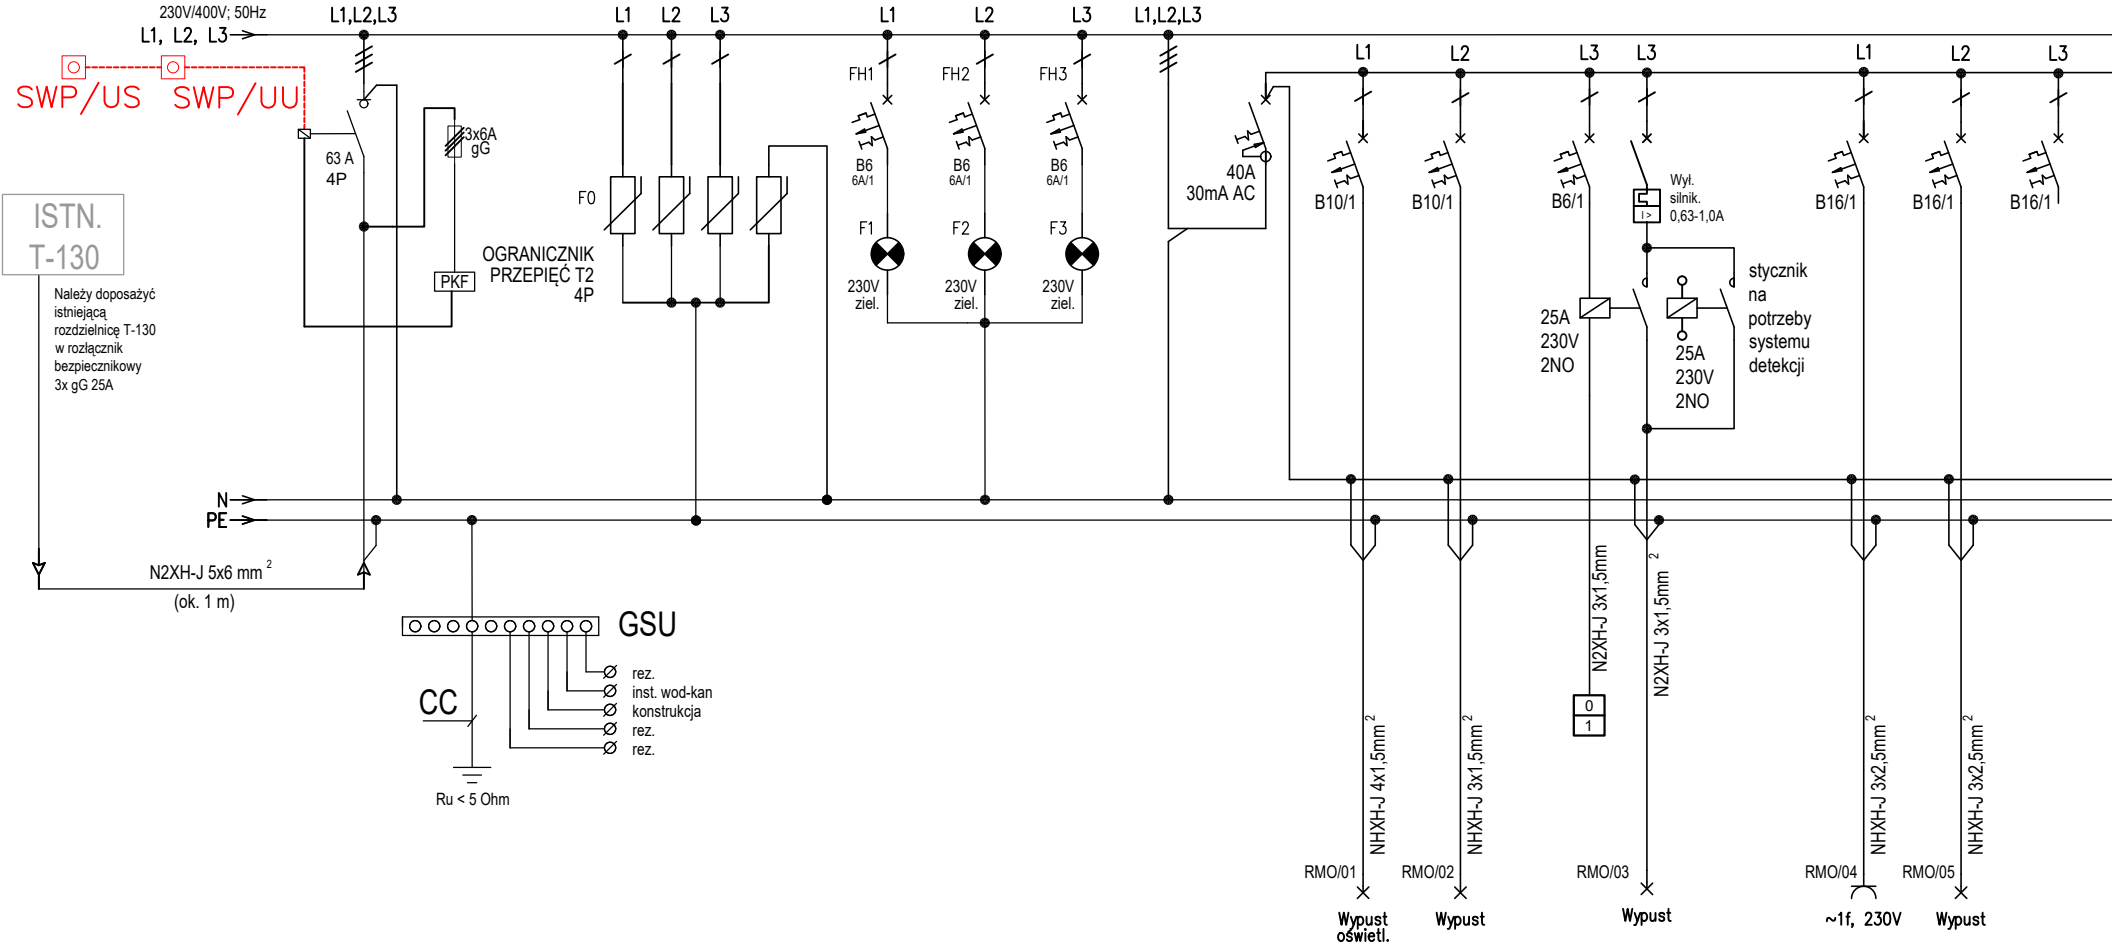 230V/400V; 50Hz
L1, L2, L3
L1,L2,L3
L1
L2
L3
L1
L2
L3
L1,L2,L3
L1
L2
L3
L3
L1
L2
L3
SWP/US
SWP/UU
63 A
4P
3x6A
gG
PKF
ISTN.
T-130
Należy doposażyć
istniejącą
rozdzielnicę T-130
w rozłącznik
bezpiecznikowy
3x gG 25A
F0
OGRANICZNIK
PRZEPIĘĆ T2
4P
FH1
B6
6A/1
F1
230V
ziel.
FH2
B6
6A/1
F2
230V
ziel.
FH3
B6
6A/1
F3
230V
ziel.
40A
30mA AC
B10/1
B10/1
B6/1
Wył.
silnik.
0,63-1,0A
I >
B16/1
B16/1
B16/1
25A
230V
2NO
25A
230V
2NO
stycznik
na
potrzeby
systemu
detekcji
N
PE
N2XH-J 5x6 mm 2
(ok. 1 m)
GSU
rez.
inst. wod-kan
konstrukcja
rez.
rez.
CC
Ru < 5 Ohm
N2XH-J 3x1,5mm 2
N2XH-J 3x1,5mm
0
1
NHXH-J 4x1,5mm 2
NHXH-J 3x1,5mm 2
NHXH-J 3x2,5mm 2
NHXH-J 3x2,5mm 2
RMO/01
Wypust
oświetl.
RMO/02
Wypust
RMO/03
Wypust
RMO/04
~1f, 230V
RMO/05
Wypust